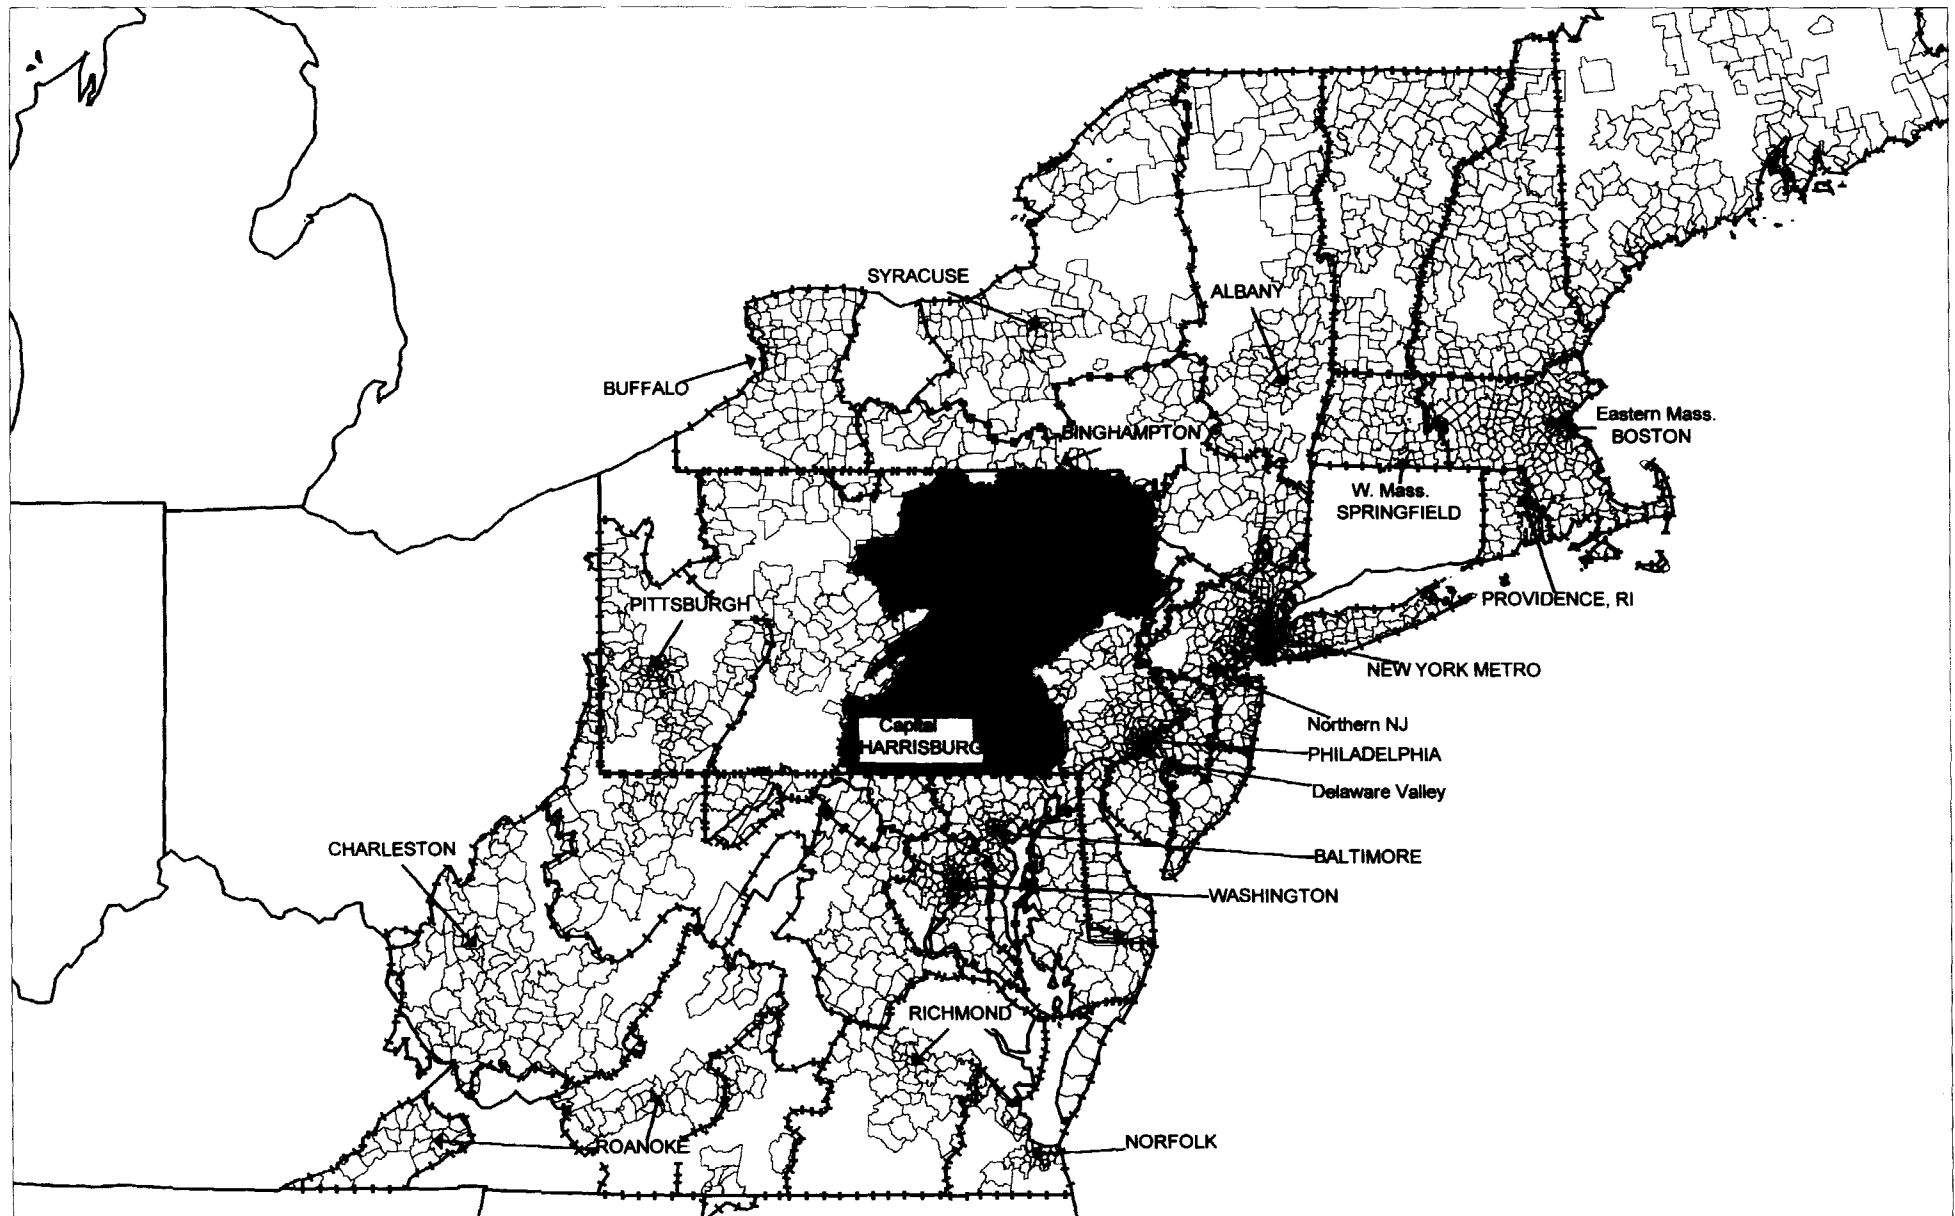 SYRACUSE
ALBANY
BUFFALO
Eastern Mass.
BOSTON
BINGHAMPTON
W. Mass.
SPRINGFIELD
PITTSBURGH
PROVIDENCE, RI
NEW YORK METRO
Northern NJ
Capital
HARRISBURG
PHILADELPHIA
Delaware Valley
CHARLESTON
BALTIMORE
WASHINGTON
RICHMOND
ROANOKE
NORFOLK